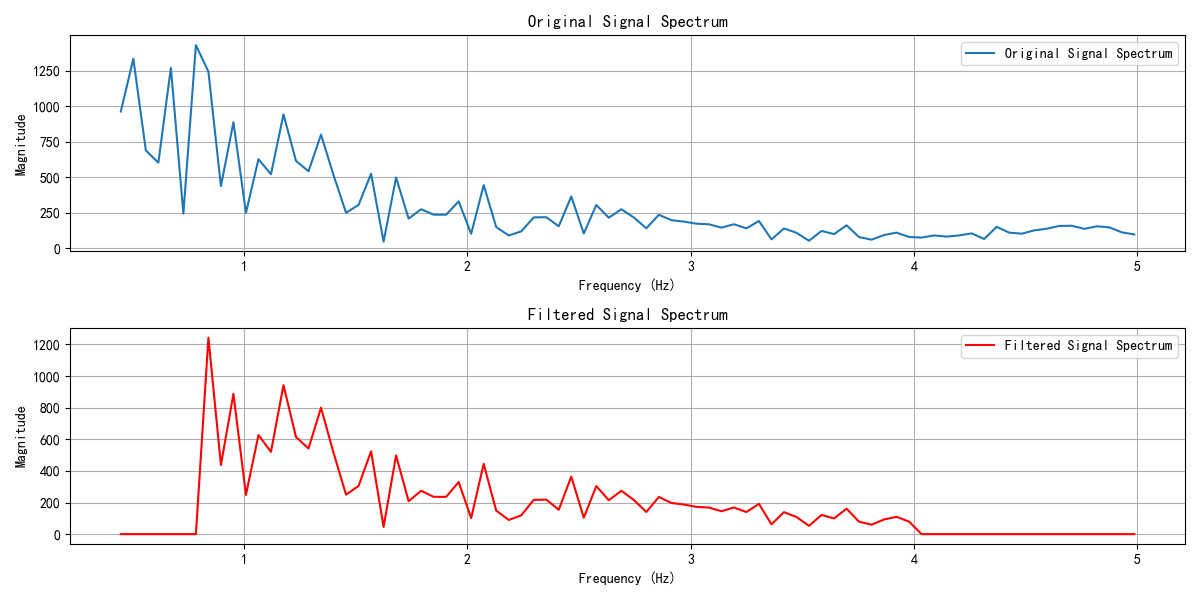 Original Signal Spectrum
Original Signal Spectrum
Magnitude
1250
1000
750
500
250
0
1 2 3 4 5
Frequency (Hz)
Filtered Signal Spectrum
Filtered Signal Spectrum
Magnitude
1200
1000
800
600
400
200
0
1 2 3 4 5
Frequency (Hz)